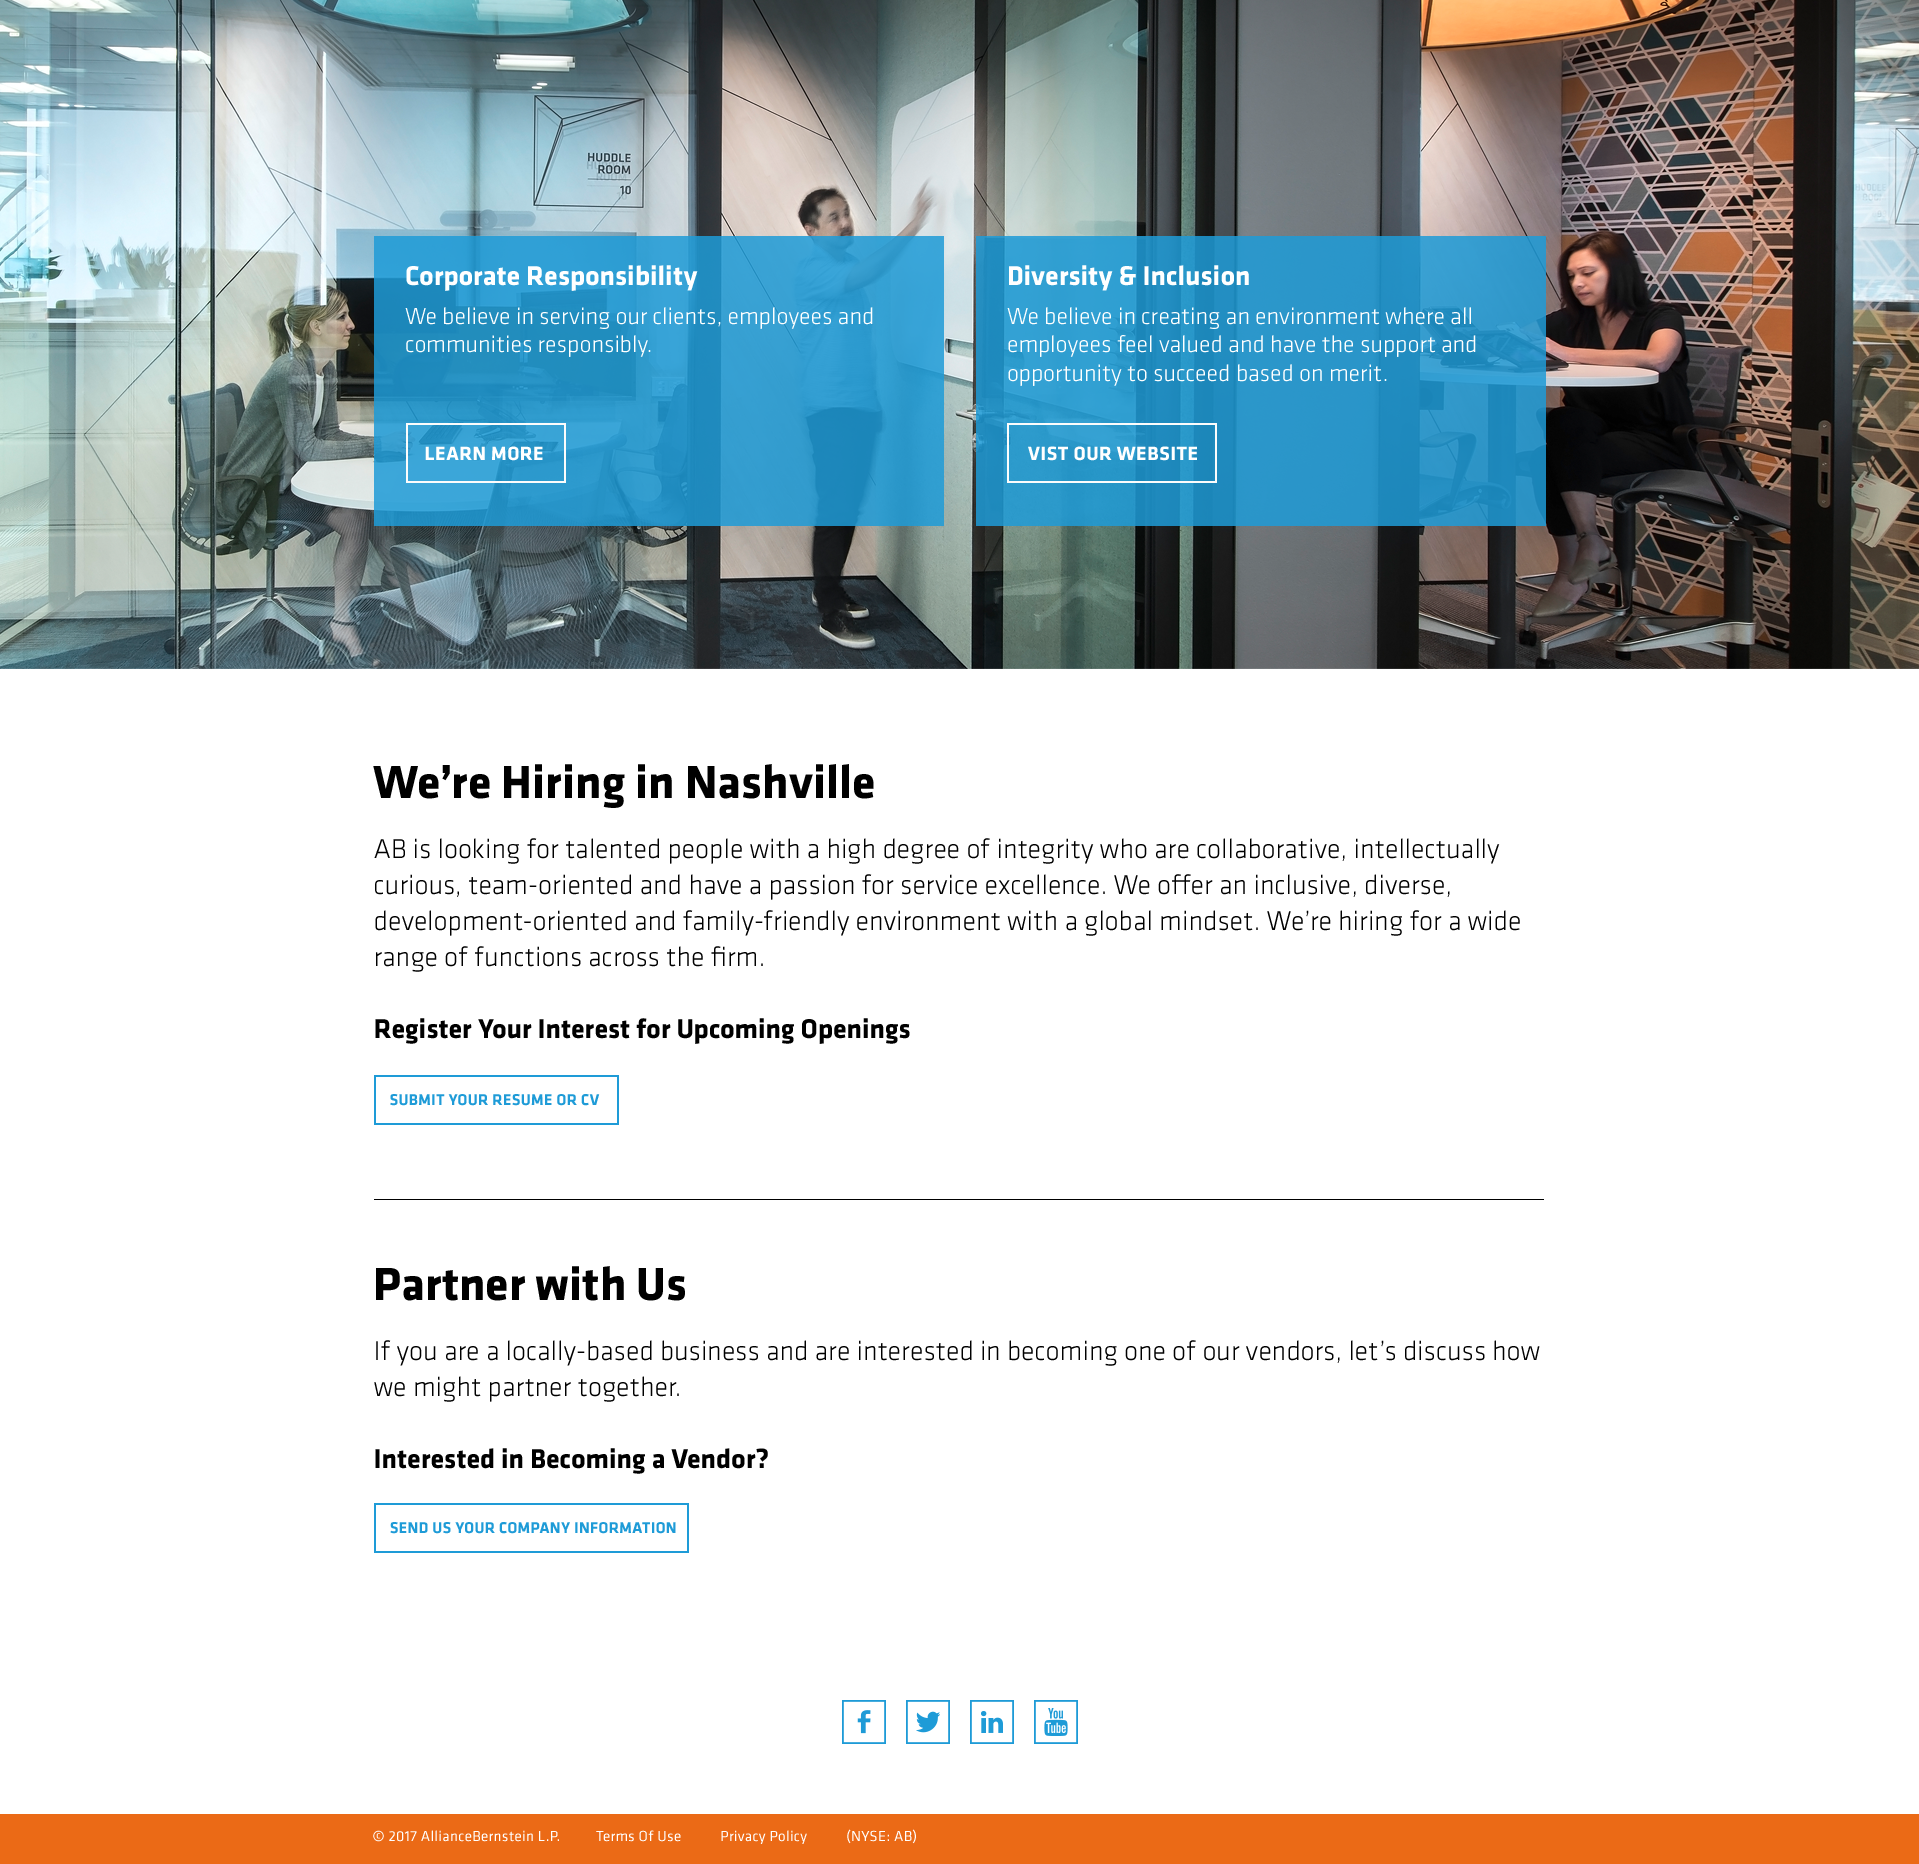 HUDDLE
ROOM
10
Corporate Responsibility
We believe in serving our clients, employees and
communities responsibly.
LEARN MORE
Diversity & Inclusion
We believe in creating an environment where all
employees feel valued and have the support and
opportunity to succeed based on merit.
VIST OUR WEBSITE
We’re Hiring in Nashville
AB is looking for talented people with a high degree of integrity who are collaborative, intellectually
curious, team-oriented and have a passion for service excellence. We offer an inclusive, diverse,
development-oriented and family-friendly environment with a global mindset. We’re hiring for a wide
range of functions across the firm.
Register Your Interest for Upcoming Openings
SUBMIT YOUR RESUME OR CV
Partner with Us
If you are a locally-based business and are interested in becoming one of our vendors, let’s discuss how
we might partner together.
Interested in Becoming a Vendor?
SEND US YOUR COMPANY INFORMATION
f in You
Tube
© 2017 AllianceBernstein L.P. Terms Of Use Privacy Policy (NYSE: AB)